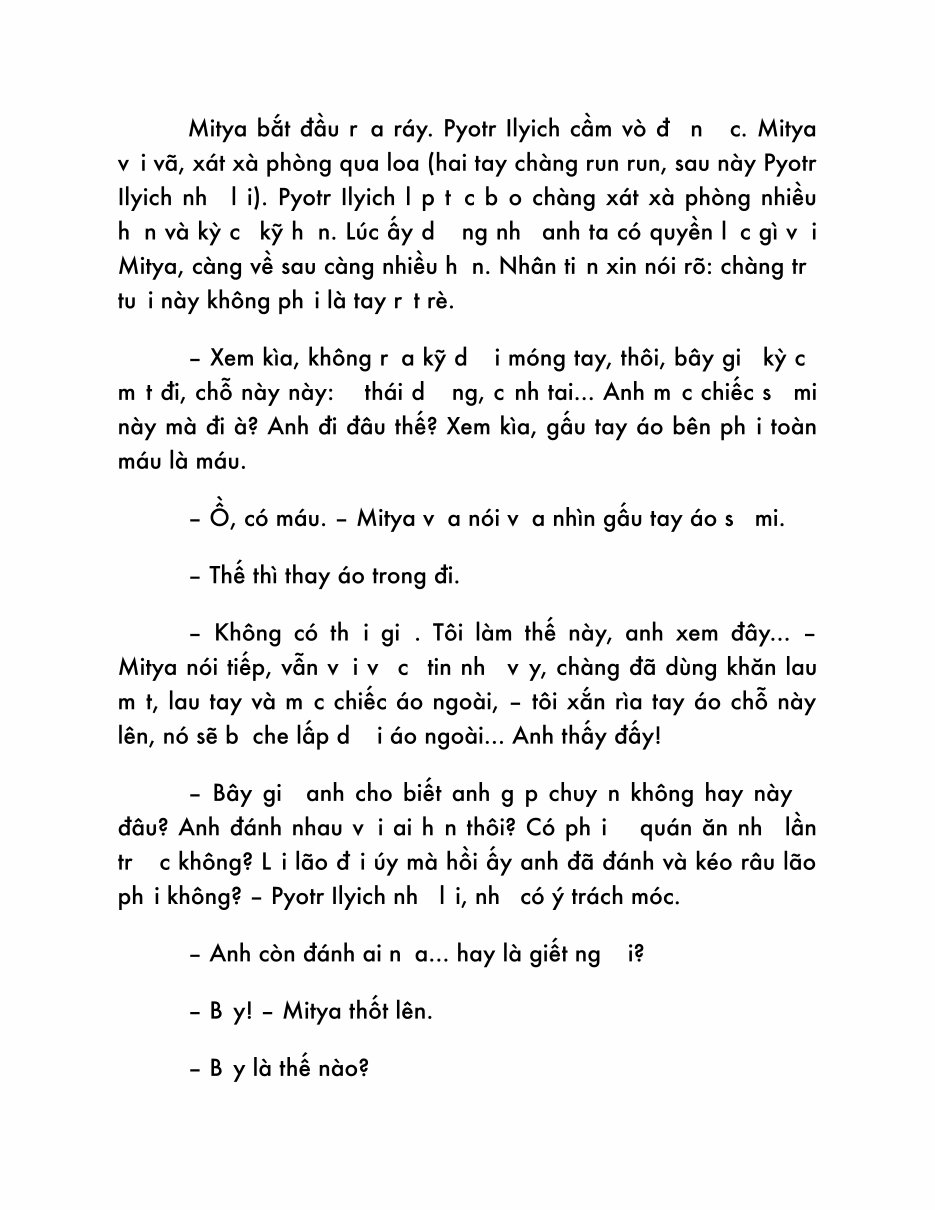 Mitya bắt đầu r a ráy. Pyotr Ilyich cầm vò đ n c. Mitya
v i vã, xát xà phòng qua loa (hai tay chàng run run, sau này Pyotr
Ilyich nh l i). Pyotr Ilyich l p t c b o chàng xát xà phòng nhiều
h n và kỳ c kỹ h n. Lúc ấy d ng nh anh ta có quyền l c gì v i
Mitya, càng về sau càng nhiều h n. Nhân ti n xin nói rõ: chàng tr
tu i này không ph i là tay r t rè.
– Xem kìa, không r a kỹ d i móng tay, thôi, bây gi kỳ c
m t đi, chỗ này này: thái d ng, c nh tai... Anh m c chiếc s mi
này mà đi à? Anh đi đâu thế? Xem kìa, gấu tay áo bên ph i toàn
máu là máu.
– Ồ, có máu. – Mitya v a nói v a nhìn gấu tay áo s mi.
– Thế thì thay áo trong đi.
– Không có th i gi . Tôi làm thế này, anh xem đây... –
Mitya nói tiếp, vẫn v i v c tin nh v y, chàng đã dùng khăn lau
m t, lau tay và m c chiếc áo ngoài, – tôi xắn rìa tay áo chỗ này
lên, nó sẽ b che lấp d i áo ngoài... Anh thấy đấy!
– Bây gi anh cho biết anh g p chuy n không hay này
đâu? Anh đánh nhau v i ai h n thôi? Có ph i quán ăn nh lần
tr c không? L i lão đ i úy mà hồi ấy anh đã đánh và kéo râu lão
ph i không? – Pyotr Ilyich nh l i, nh có ý trách móc.
– Anh còn đánh ai n a... hay là giết ng i?
– B y! – Mitya thốt lên.
– B y là thế nào?